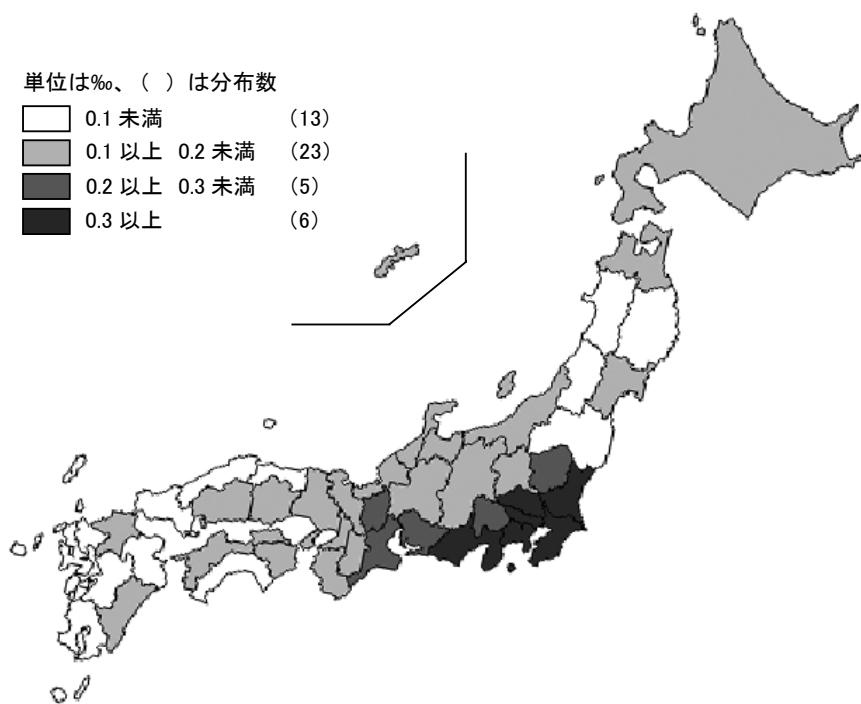 単位は‰、（ ）は分布数
0.1 未満 （13）
0.1 以上 0.2 未満 （23）
0.2 以上 0.3 未満 （5）
0.3 以上 （6）